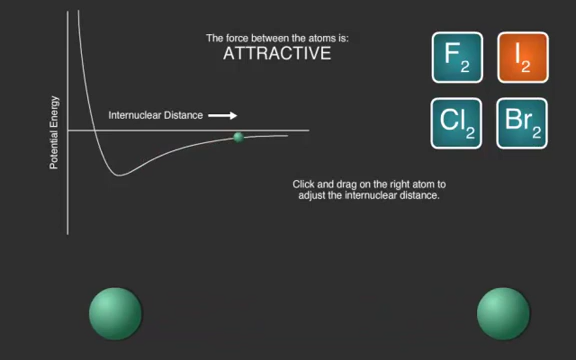 The force between the atoms is:
ATTRACTIVE
F2
I2
Internuclear Distance
Potential Energy
Cl2
Br2
Click and drag on the right atom to
adjust the internuclear distance.